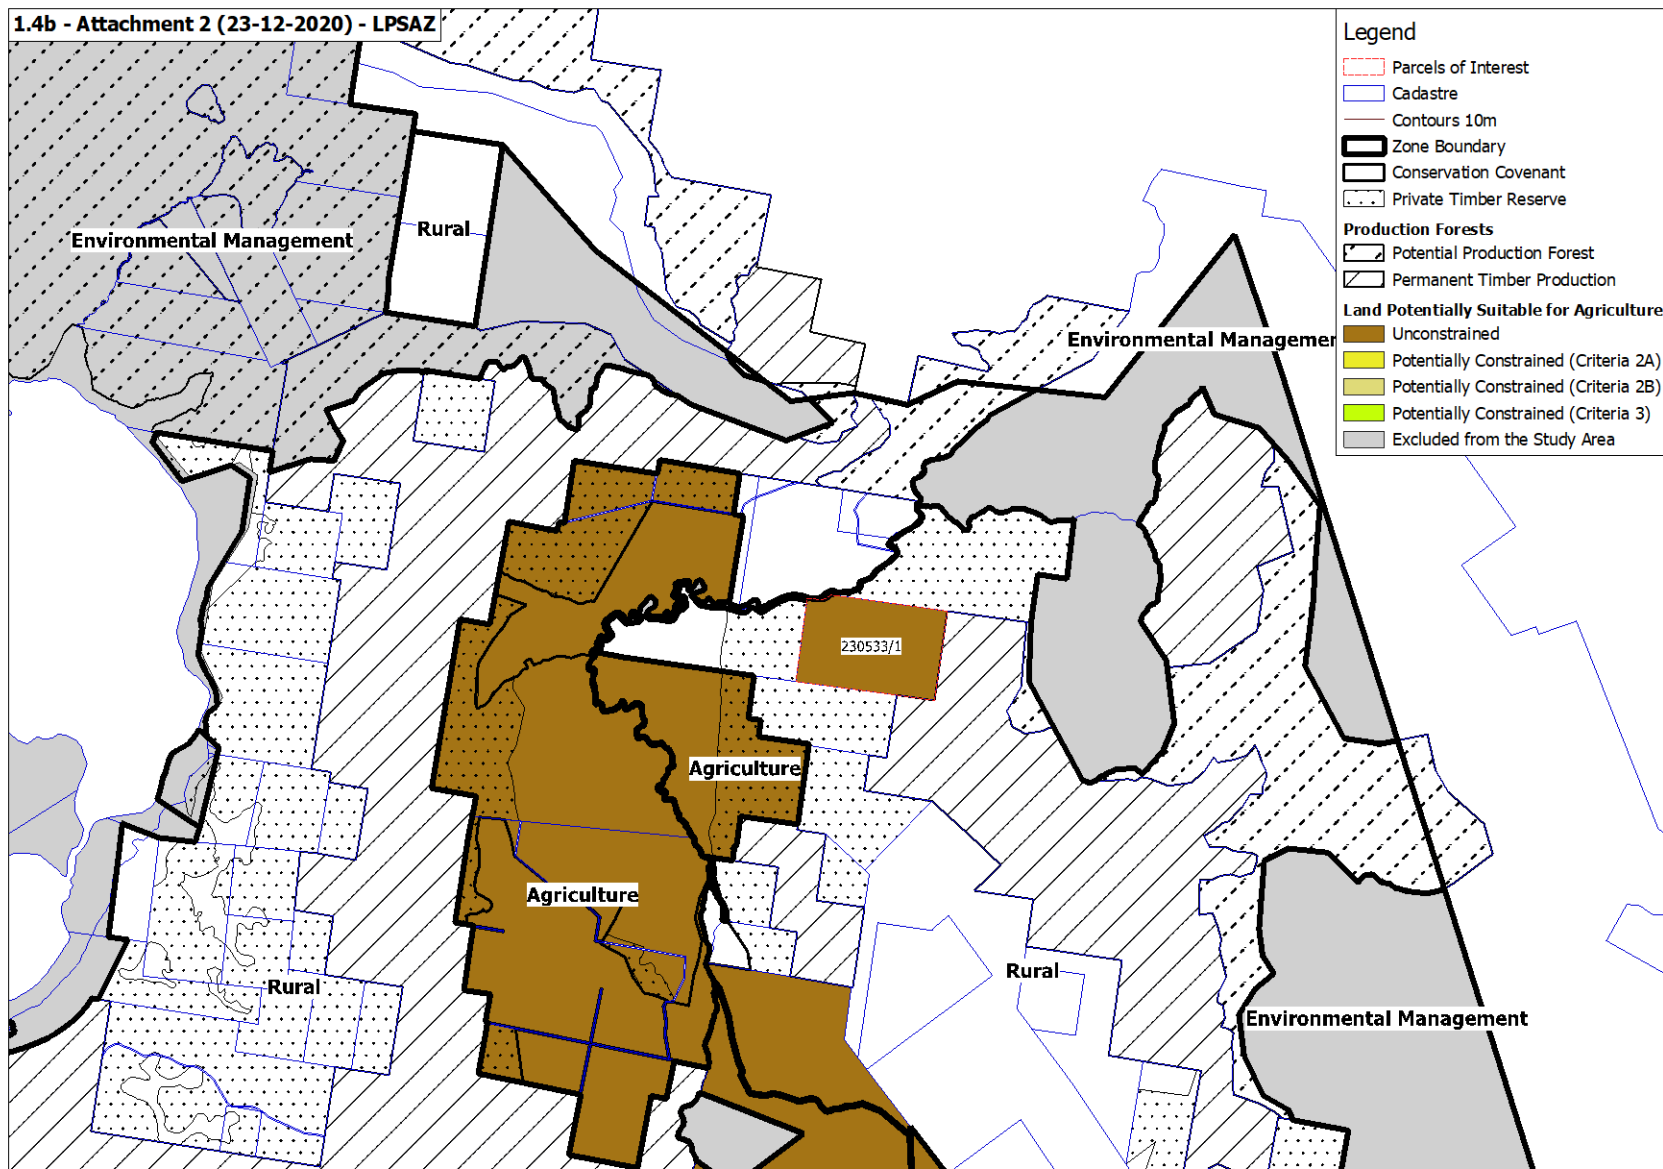 1.4b - Attachment 2 (23-12-2020) - LPSAZ
Legend
Parcels of Interest
Cadastre
Contours 10m
Zone Boundary
Conservation Covenant
Private Timber Reserve
Production Forests
Potential Production Forest
Permanent Timber Production
Land Potentially Suitable for Agriculture
Unconstrained
Potentially Constrained (Criteria 2A)
Potentially Constrained (Criteria 2B)
Potentially Constrained (Criteria 3)
Excluded from the Study Area
Rural
Environmental Management
Environmental Managemen
230533/1
Agriculture
Agriculture
Rural
Rural
Environmental Management